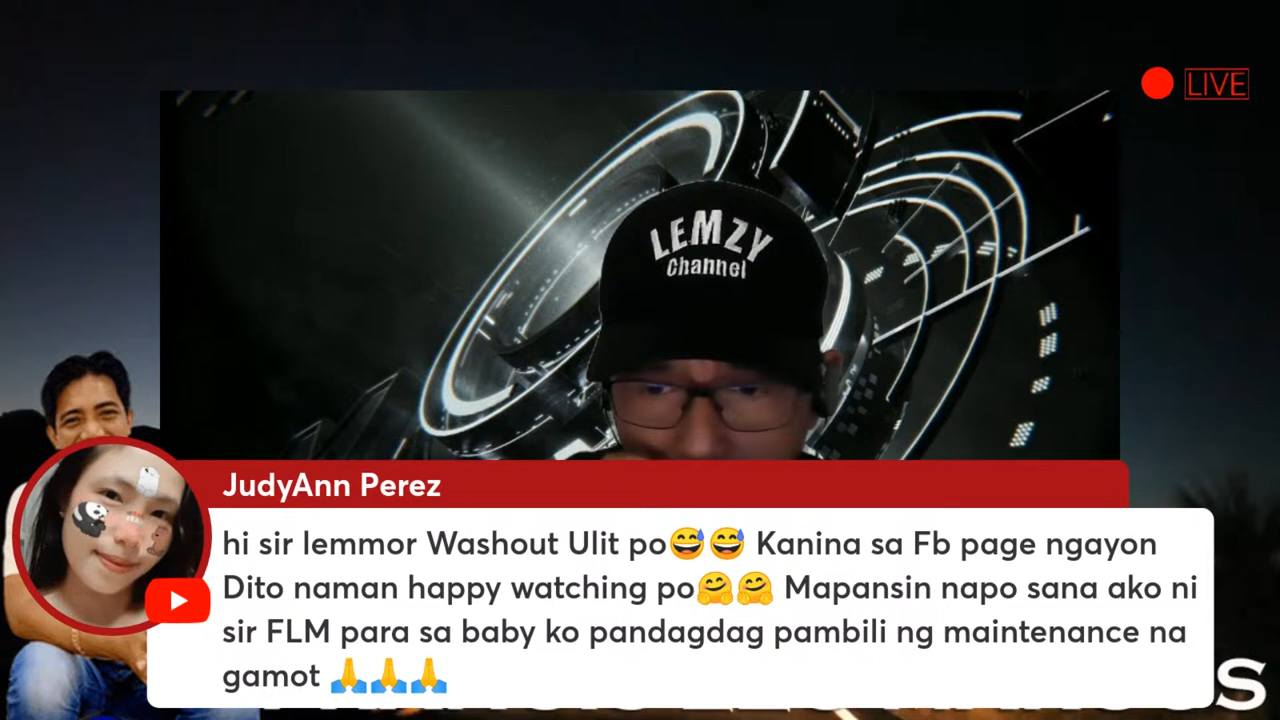 LIVE
LEMZY
Channel
JudyAnn Perez
hi sir lemmor Washout Ulit po😅😅 Kanina sa Fb page ngayon
Dito naman happy watching po🤗🤗 Mapansin napo sana ako ni
sir FLM para sa baby ko pandagdag pambili ng maintenance na
gamot 🙏🙏🙏